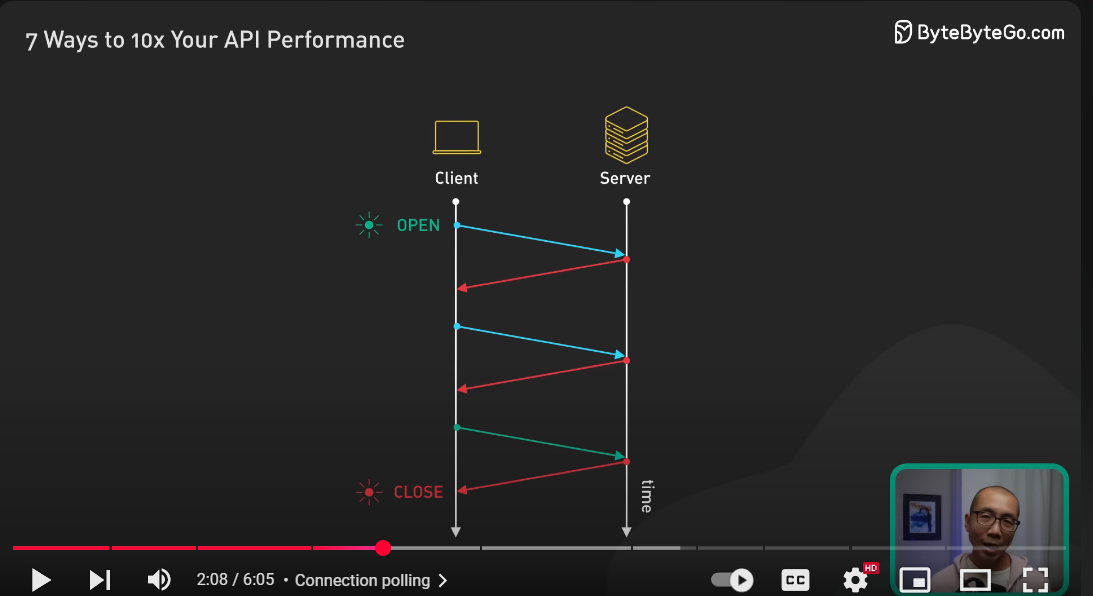 7 Ways to 10x Your API Performance
ByteByteGo.com
Client
Server
OPEN
CLOSE
time
2:08 / 6:05 • Connection polling
CC
HD